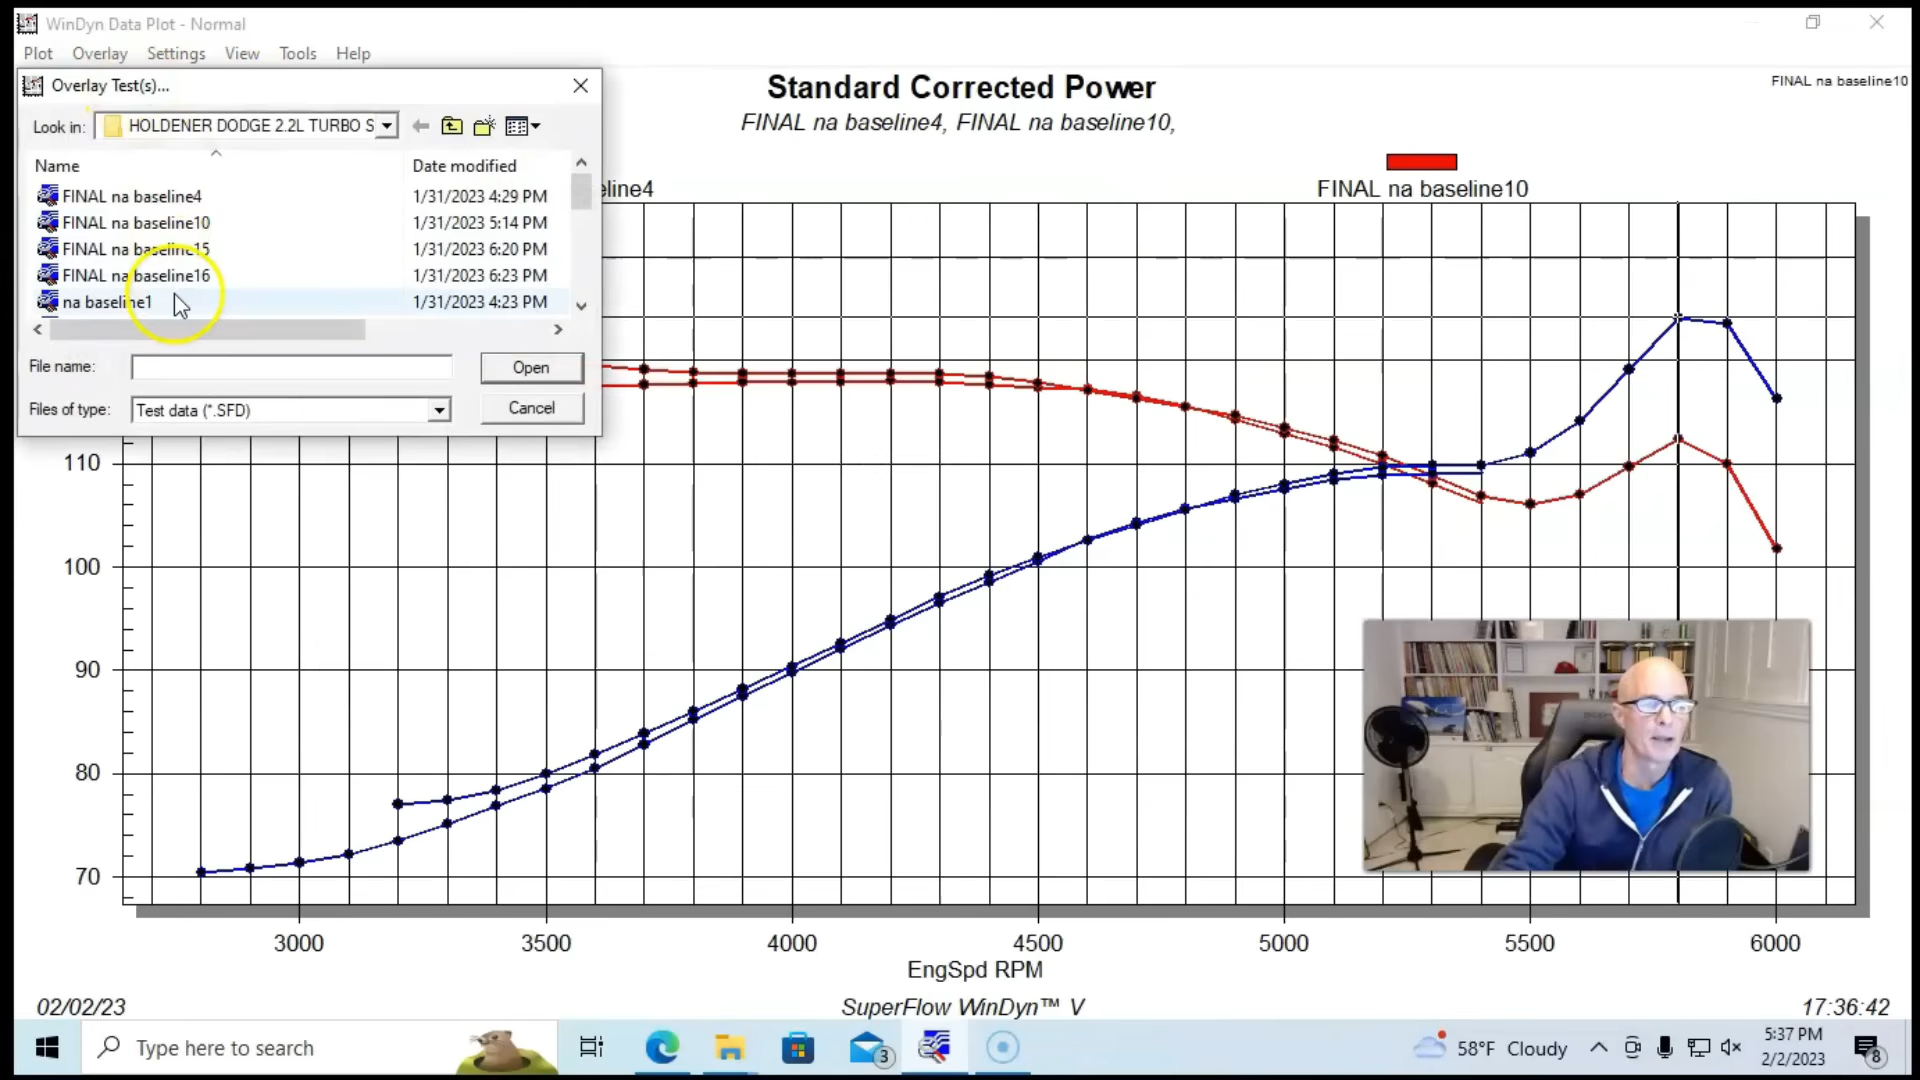 WinDyn Data Plot - Normal
Plot Overlay Settings View Tools Help
Overlay Test(s)...
Look in: HOLDENER DODGE 2.2L TURBO S
Name Date modified
FINAL na baseline4 1/31/2023 4:29 PM
FINAL na baseline10 1/31/2023 5:14 PM
FINAL na baseline15 1/31/2023 6:20 PM
FINAL na baseline16 1/31/2023 6:23 PM
na baseline1 1/31/2023 4:23 PM
File name:
Open
Files of type: Test data (*.SFD)
Cancel
Standard Corrected Power
FINAL na baseline4, FINAL na baseline10,
FINAL na baseline10
eline4
FINAL na baseline10
110
100
90
80
70
3000 3500 4000 4500 5000 5500 6000
EngSpd RPM
02/02/23 SuperFlow WinDyn™ V 17:36:42
Type here to search
3
58°F Cloudy
5:37 PM
2/2/2023
8